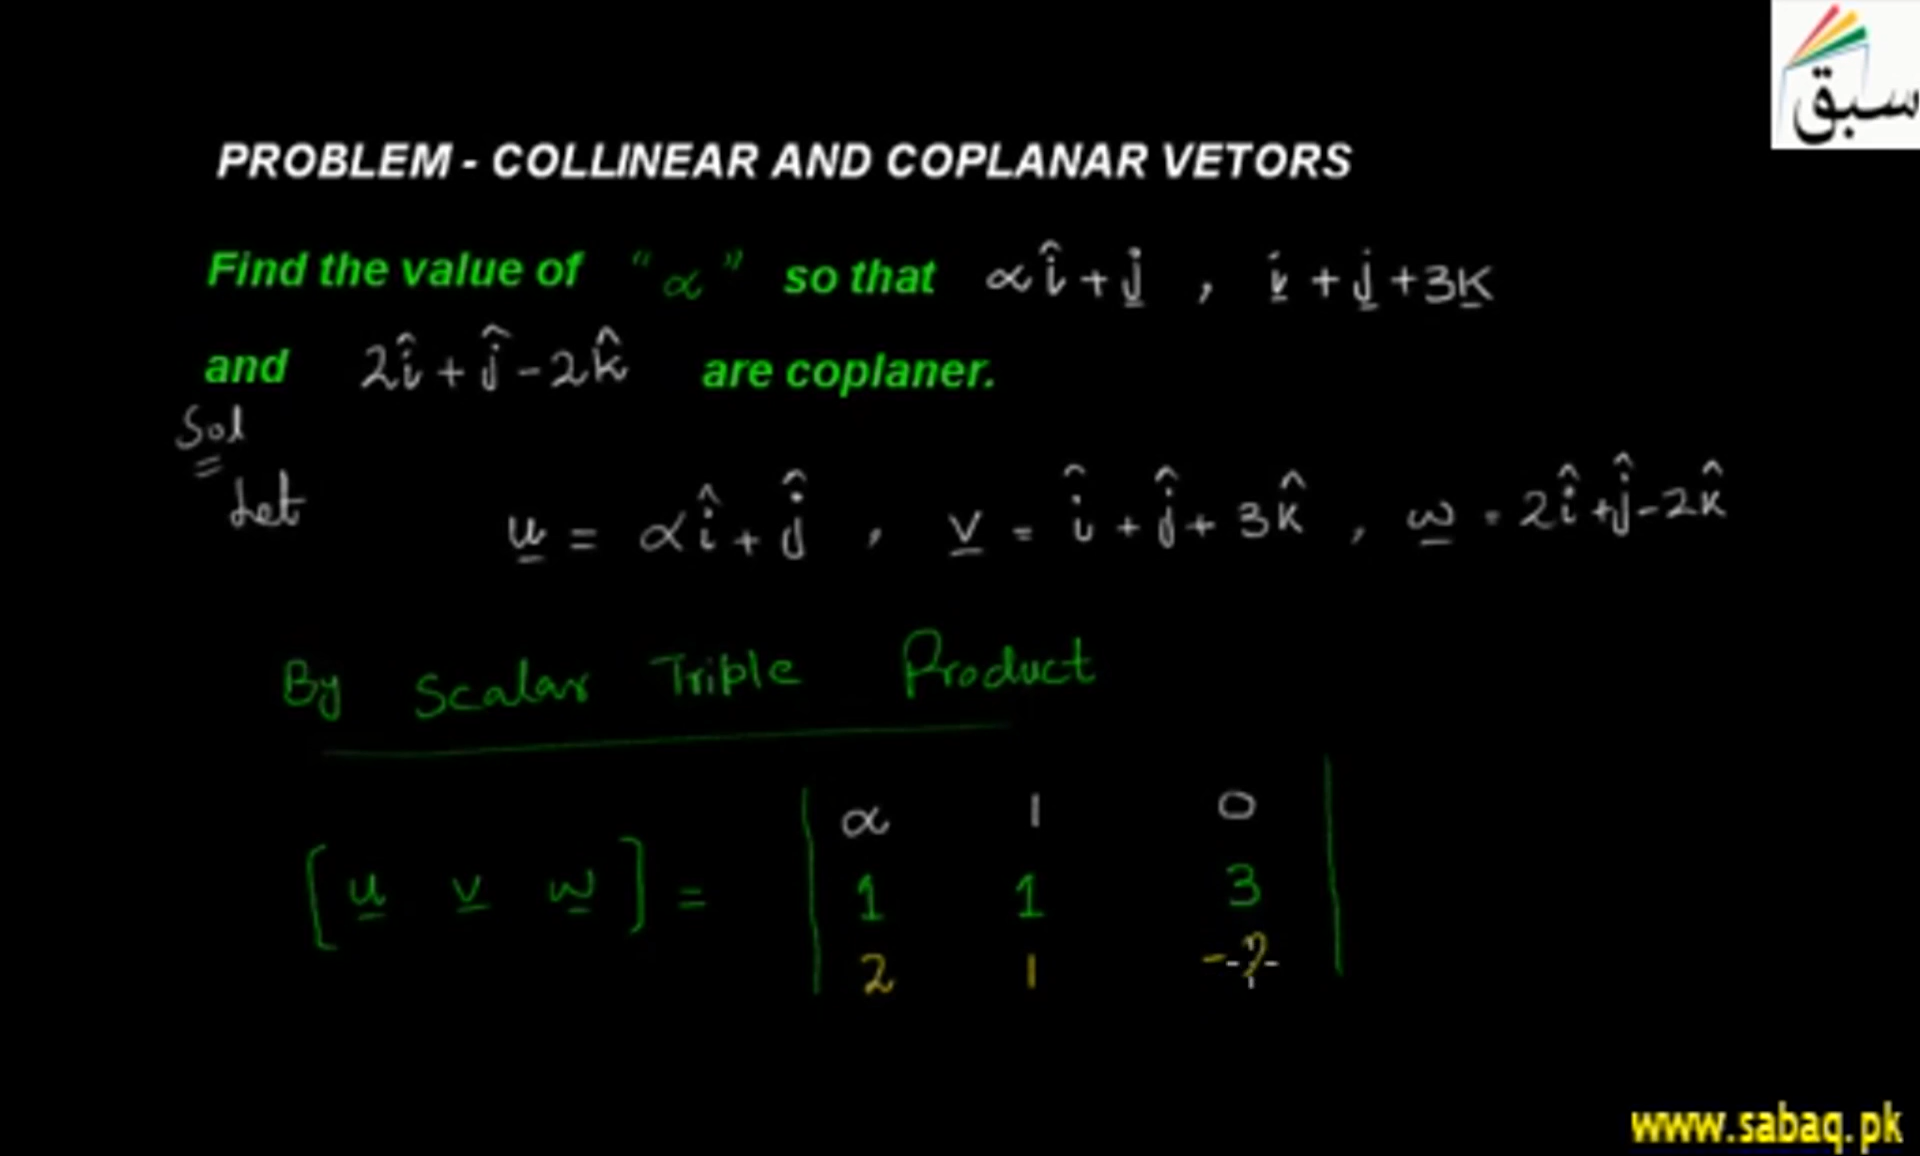 سبق
PROBLEM - COLLINEAR AND COPLANAR VETORS
Find the value of "α" so that αî + j̲ , i̲ + j̲ + 3k̲
and 2î + ĵ - 2k̂ are coplaner.
Sol
Let u̲ = αî + ĵ , v̲ = î + ĵ + 3k̂ , w̲ = 2î + ĵ - 2k̂
By Scalar Triple Product
[u̲ v̲ w̲] = | α 1 0 |
| 1 1 3 |
| 2 1 -2 |
www.sabaq.pk